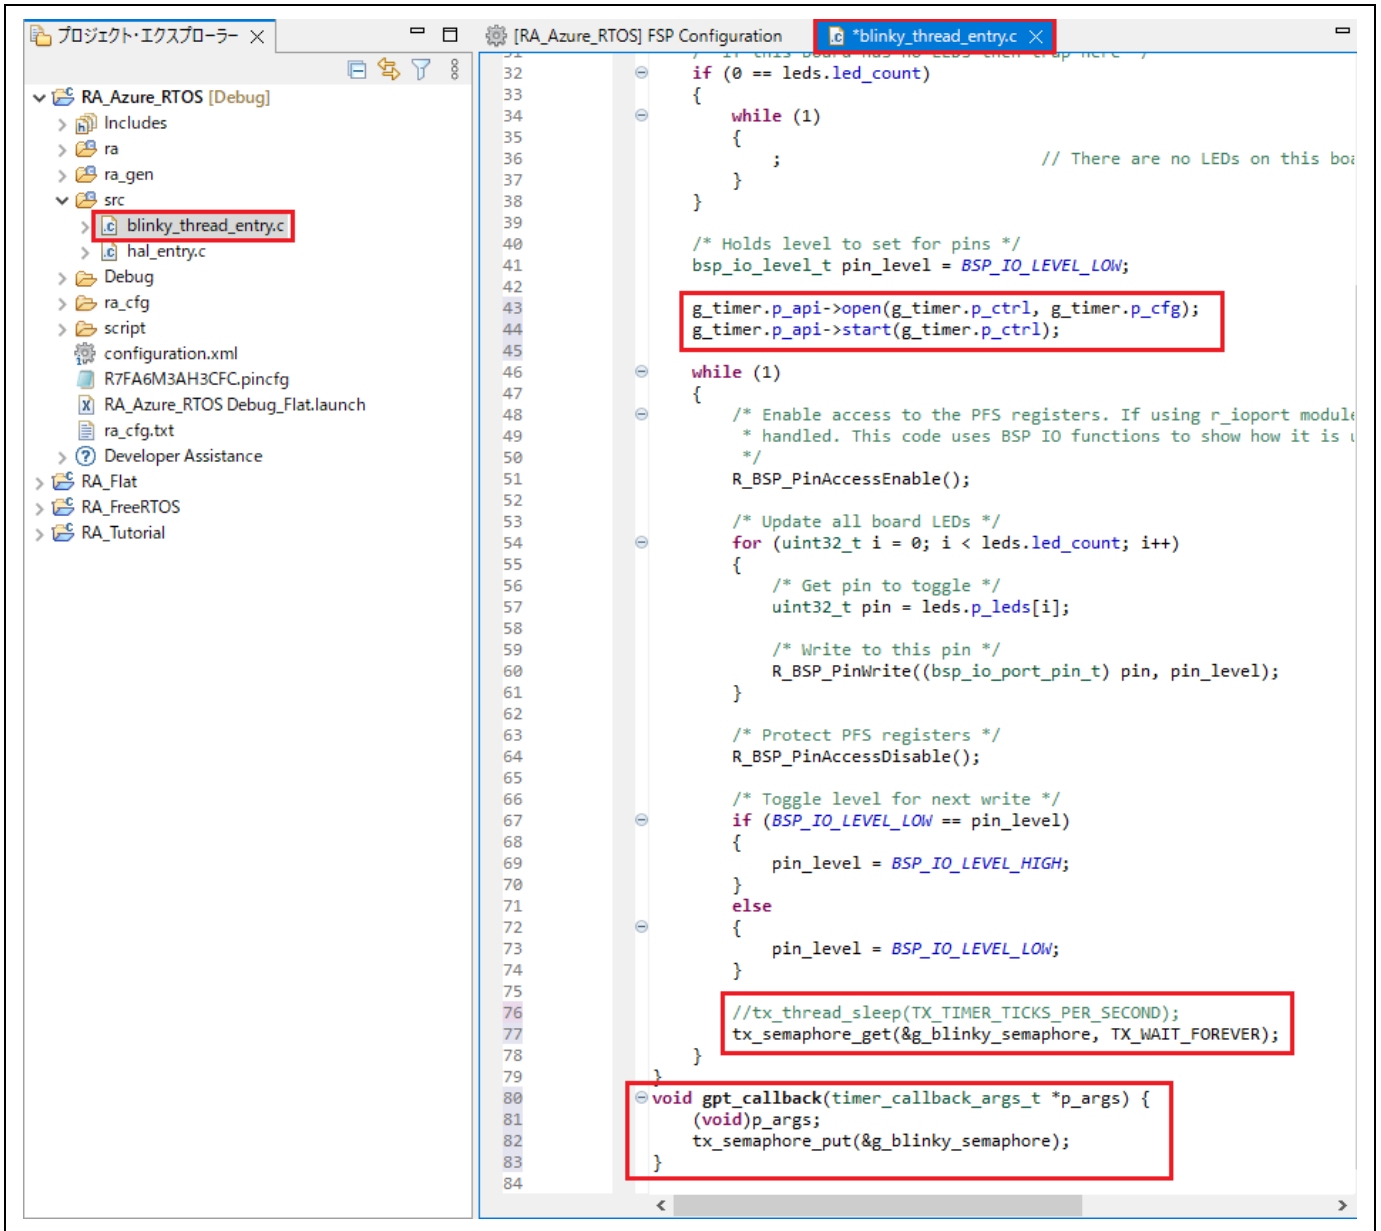 プロジェクト・エクスプローラー
RA_Azure_RTOS [Debug]
Includes
ra
ra_gen
src
blinky_thread_entry.c
hal_entry.c
Debug
ra_cfg
script
configuration.xml
R7FA6M3AH3CFC.pincfg
RA_Azure_RTOS Debug_Flat.launch
ra_cfg.txt
Developer Assistance
RA_Flat
RA_FreeRTOS
RA_Tutorial
[RA_Azure_RTOS] FSP Configuration
*blinky_thread_entry.c
32 if (0 == leds.led_count)
33 {
34 while (1)
35 {
36 ; // There are no LEDs on this boa
37 }
38 }
39
40 /* Holds level to set for pins */
41 bsp_io_level_t pin_level = BSP_IO_LEVEL_LOW;
42
43 g_timer.p_api->open(g_timer.p_ctrl, g_timer.p_cfg);
44 g_timer.p_api->start(g_timer.p_ctrl);
45
46 while (1)
47 {
48 /* Enable access to the PFS registers. If using r_ioport module
49 * handled. This code uses BSP IO functions to show how it is u
50 */
51 R_BSP_PinAccessEnable();
52
53 /* Update all board LEDs */
54 for (uint32_t i = 0; i < leds.led_count; i++)
55 {
56 /* Get pin to toggle */
57 uint32_t pin = leds.p_leds[i];
58
59 /* Write to this pin */
60 R_BSP_PinWrite((bsp_io_port_pin_t) pin, pin_level);
61 }
62
63 /* Protect PFS registers */
64 R_BSP_PinAccessDisable();
65
66 /* Toggle level for next write */
67 if (BSP_IO_LEVEL_LOW == pin_level)
68 {
69 pin_level = BSP_IO_LEVEL_HIGH;
70 }
71 else
72 {
73 pin_level = BSP_IO_LEVEL_LOW;
74 }
75
76 //tx_thread_sleep(TX_TIMER_TICKS_PER_SECOND);
77 tx_semaphore_get(&g_blinky_semaphore, TX_WAIT_FOREVER);
78 }
79 }
80 void gpt_callback(timer_callback_args_t *p_args) {
81 (void)p_args;
82 tx_semaphore_put(&g_blinky_semaphore);
83 }
84